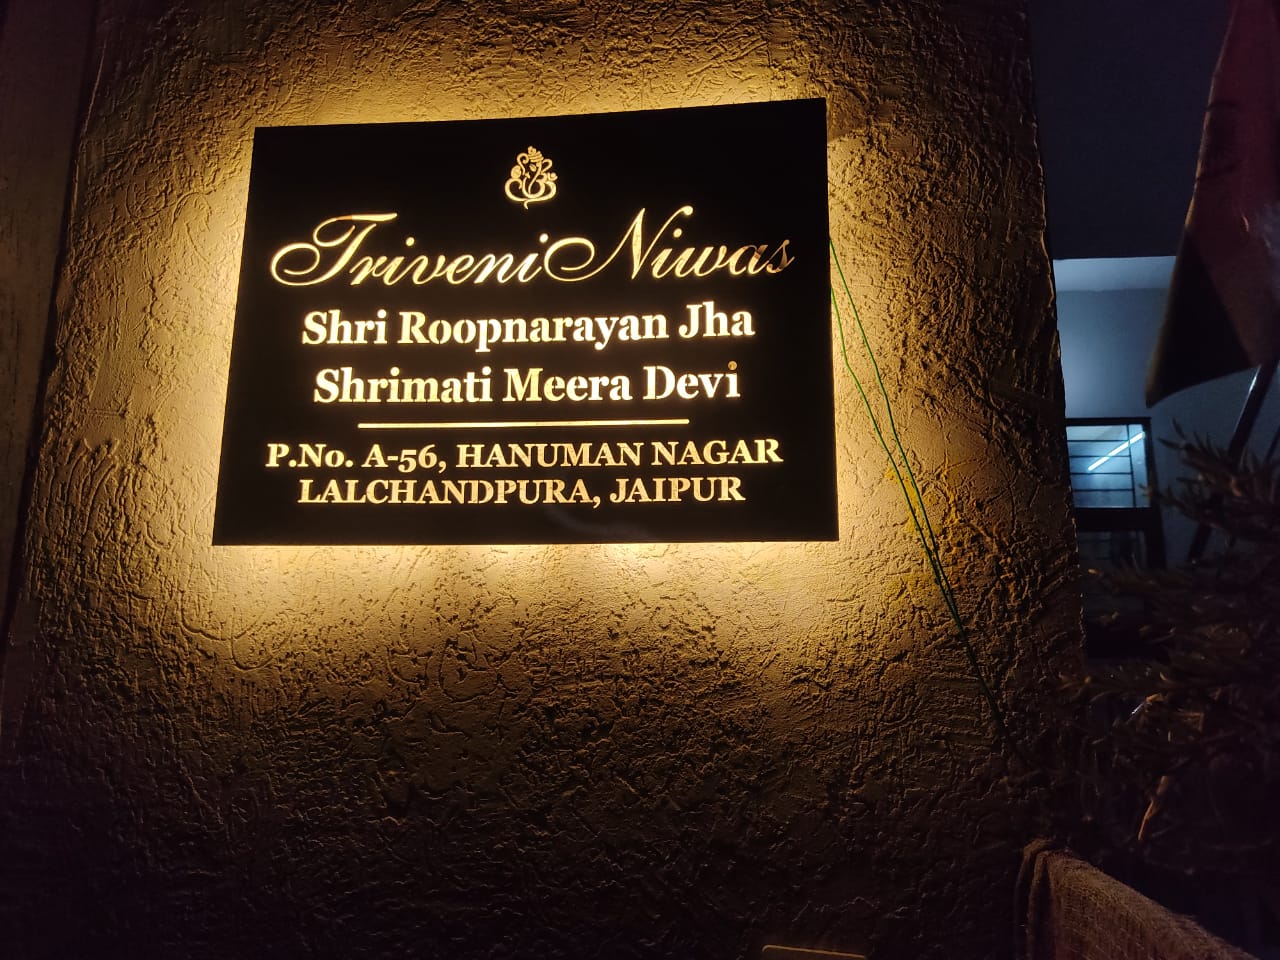 Triveni Niwas
Shri Roopnarayan Jha
Shrimati Meera Devi
P.No. A-56, HANUMAN NAGAR
LALCHANDPURA, JAIPUR